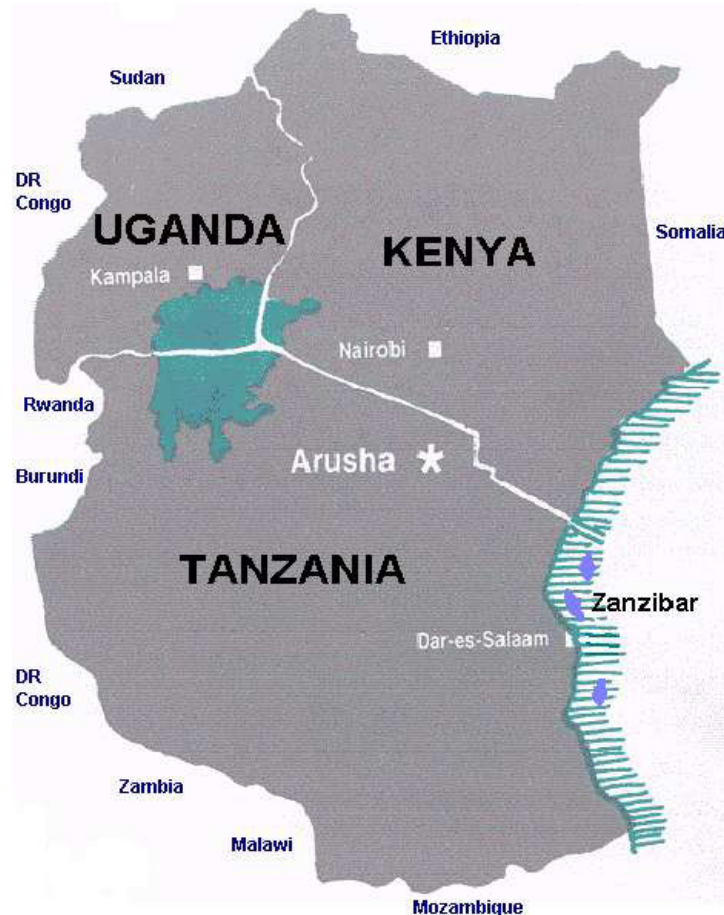 Ethiopia
Sudan
DR
Congo
UGANDA
KENYA
Somalia
Kampala
Nairobi
Rwanda
Arusha
Burundi
TANZANIA
Zanzibar
Dar-es-Salaam
DR
Congo
Zambia
Malawi
Mozambique